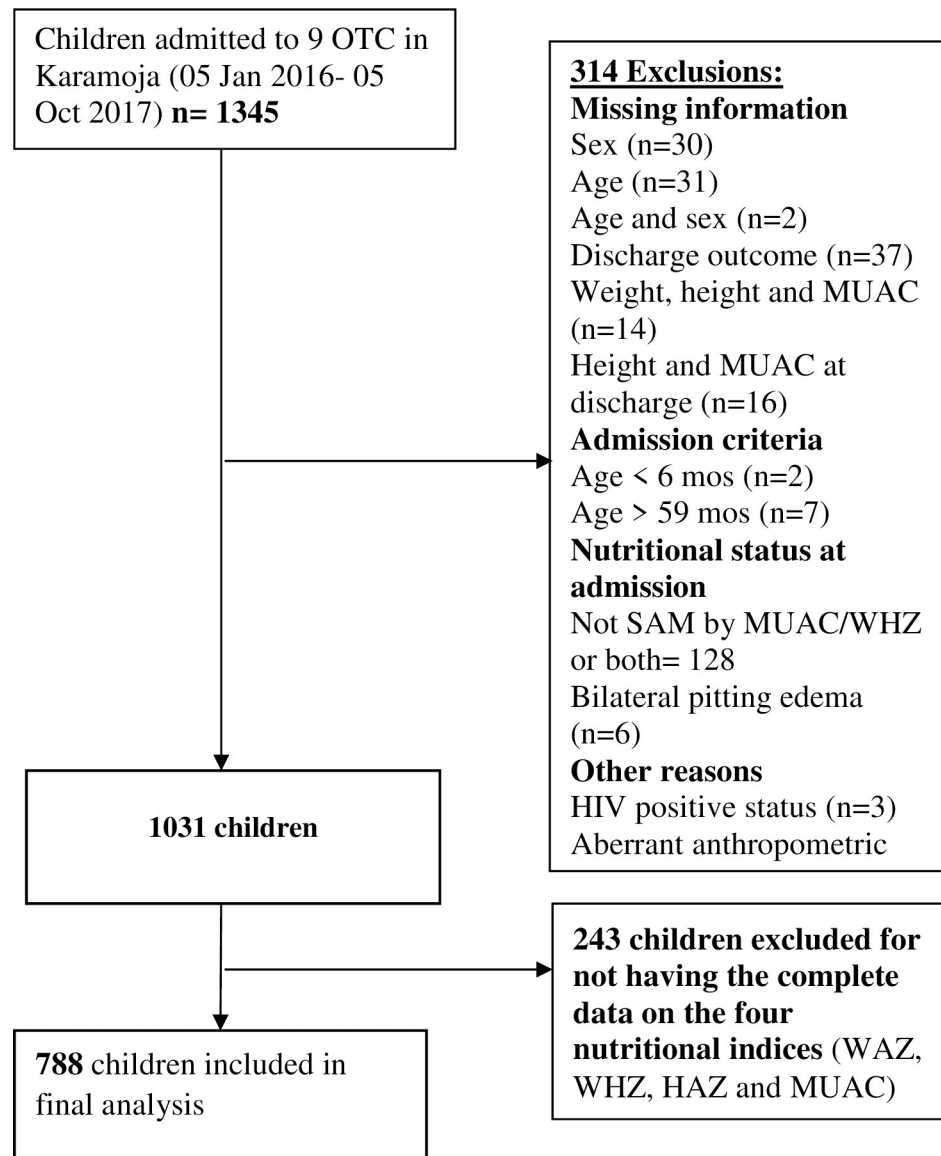 Children admitted to 9 OTC in
Karamoja (05 Jan 2016- 05
Oct 2017) n= 1345
314 Exclusions:
Missing information
Sex (n=30)
Age (n=31)
Age and sex (n=2)
Discharge outcome (n=37)
Weight, height and MUAC
(n=14)
Height and MUAC at
discharge (n=16)
Admission criteria
Age < 6 mos (n=2)
Age > 59 mos (n=7)
Nutritional status at
admission
Not SAM by MUAC/WHZ
or both= 128
Bilateral pitting edema
(n=6)
Other reasons
HIV positive status (n=3)
Aberrant anthropometric
1031 children
243 children excluded for
not having the complete
data on the four
nutritional indices (WAZ,
WHZ, HAZ and MUAC)
788 children included in
final analysis